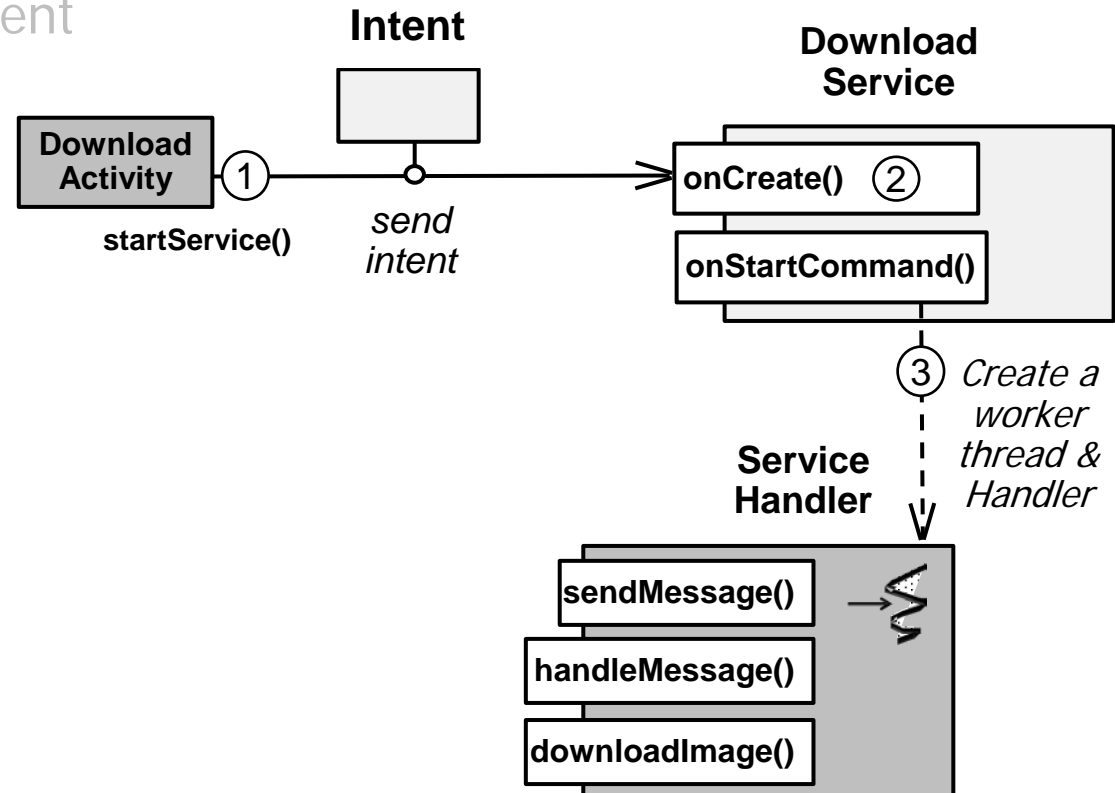 ent
Intent
Download
Service
Download
Activity
1
startService()
send
intent
onCreate()
2
onStartCommand()
3
Create a
worker
thread &
Handler
Service
Handler
sendMessage()
handleMessage()
downloadImage()